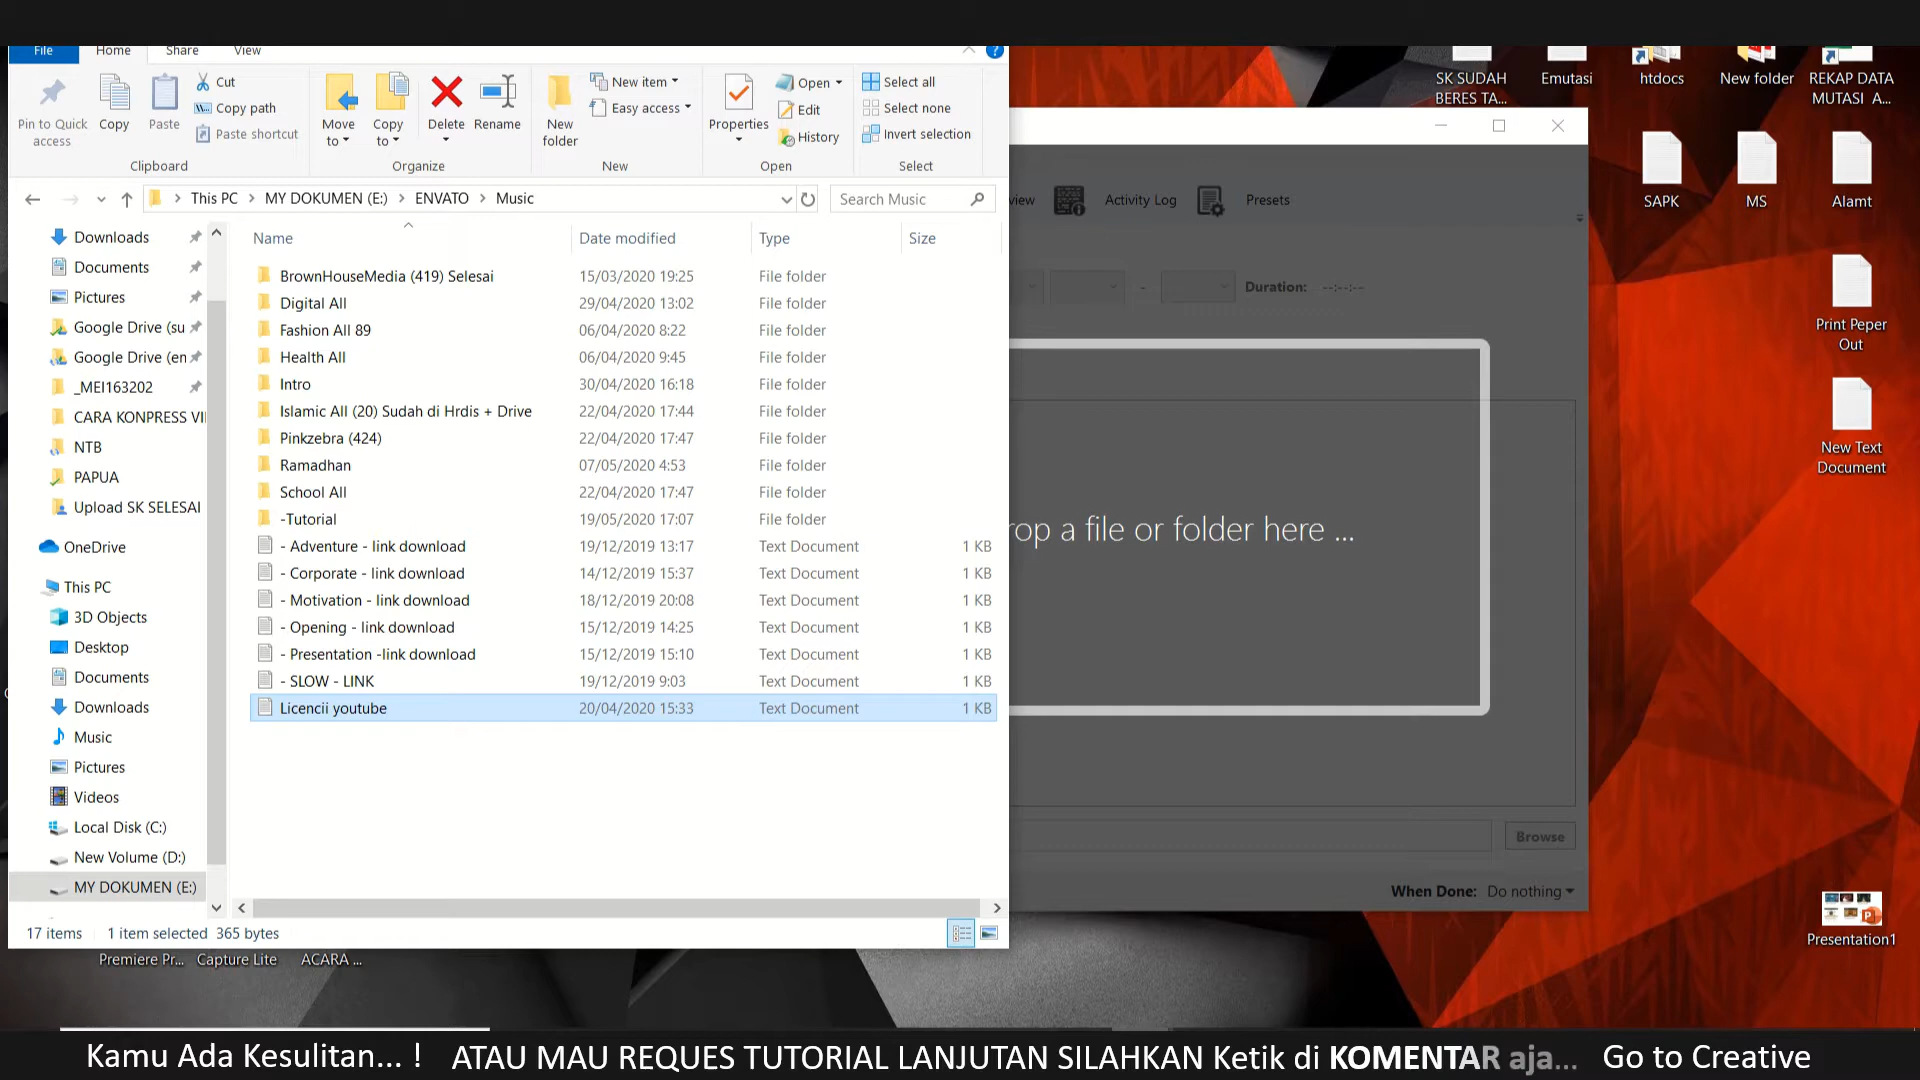 File Home Share View
Pin to Quick access
Copy
Paste
Cut
Copy path
Paste shortcut
Clipboard
Move to
Copy to
Delete
Rename
Organize
New folder
New item
Easy access
New
Properties
Open
Edit
History
Open
Select all
Select none
Invert selection
Select
This PC > MY DOKUMEN (E:) > ENVATO > Music
Search Music
Downloads
Documents
Pictures
Google Drive (su
Google Drive (en
_MEI163202
CARA KONPRESS VI
NTB
PAPUA
Upload SK SELESAI
OneDrive
This PC
3D Objects
Desktop
Documents
Downloads
Music
Pictures
Videos
Local Disk (C:)
New Volume (D:)
MY DOKUMEN (E:)
Name Date modified Type Size
BrownHouseMedia (419) Selesai 15/03/2020 19:25 File folder
Digital All 29/04/2020 13:02 File folder
Fashion All 89 06/04/2020 8:22 File folder
Health All 06/04/2020 9:45 File folder
Intro 30/04/2020 16:18 File folder
Islamic All (20) Sudah di Hrdis + Drive 22/04/2020 17:44 File folder
Pinkzebra (424) 22/04/2020 17:47 File folder
Ramadhan 07/05/2020 4:53 File folder
School All 22/04/2020 17:47 File folder
-Tutorial 19/05/2020 17:07 File folder
- Adventure - link download 19/12/2019 13:17 Text Document 1 KB
- Corporate - link download 14/12/2019 15:37 Text Document 1 KB
- Motivation - link download 18/12/2019 20:08 Text Document 1 KB
- Opening - link download 15/12/2019 14:25 Text Document 1 KB
- Presentation -link download 15/12/2019 15:10 Text Document 1 KB
- SLOW - LINK 19/12/2019 9:03 Text Document 1 KB
Licencii youtube 20/04/2020 15:33 Text Document 1 KB
17 items 1 item selected 365 bytes
view Activity Log Presets
- Duration: --:--:--
rop a file or folder here ...
Browse
When Done: Do nothing
SK SUDAH BERES TA...
Emutasi
htdocs
New folder
REKAP DATA MUTASI A...
SAPK
MS
Alamt
Print Peper Out
New Text Document
Presentation1
Premiere Pr... Capture Lite ACARA ...
Kamu Ada Kesulitan... ! ATAU MAU REQUES TUTORIAL LANJUTAN SILAHKAN Ketik di KOMENTAR aja... Go to Creative